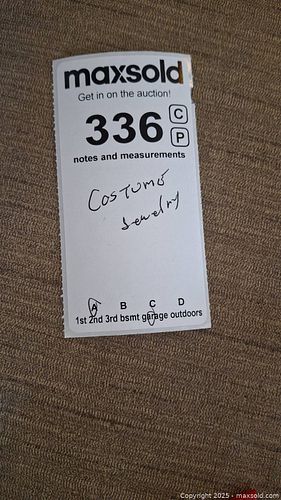 maxsold
Get in on the auction!
336 C
P
notes and measurements
Costume
Jewelry
A B C D
1st 2nd 3rd bsmt garage outdoors
Copyright 2025 - maxsold.com